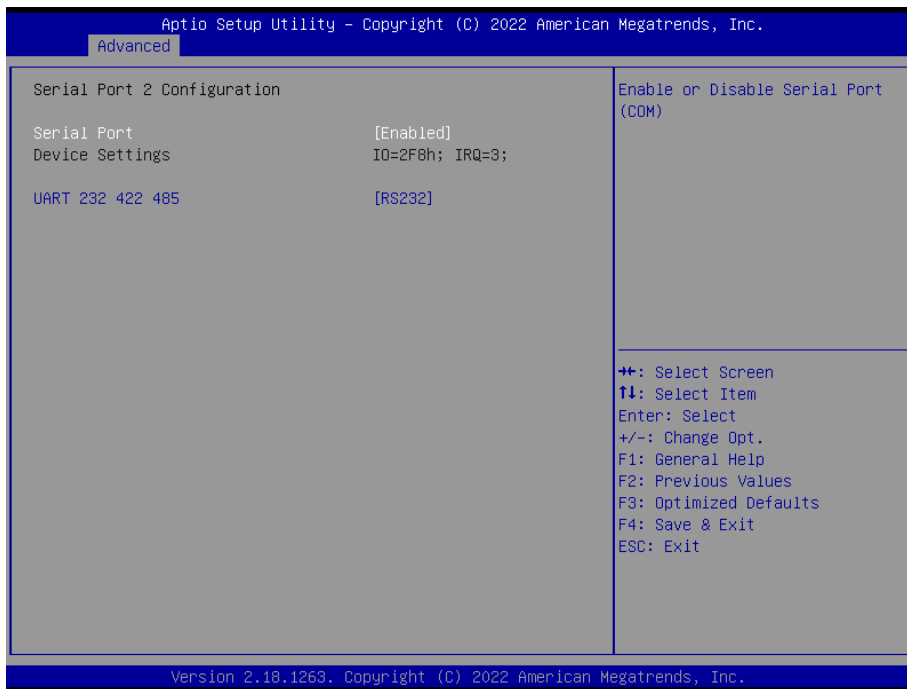 Aptio Setup Utility – Copyright (C) 2022 American Megatrends, Inc.
Advanced
Serial Port 2 Configuration
Serial Port [Enabled]
Device Settings IO=2F8h; IRQ=3;
UART 232 422 485 [RS232]
Enable or Disable Serial Port
(COM)
→←: Select Screen
↑↓: Select Item
Enter: Select
+/-: Change Opt.
F1: General Help
F2: Previous Values
F3: Optimized Defaults
F4: Save & Exit
ESC: Exit
Version 2.18.1263. Copyright (C) 2022 American Megatrends, Inc.